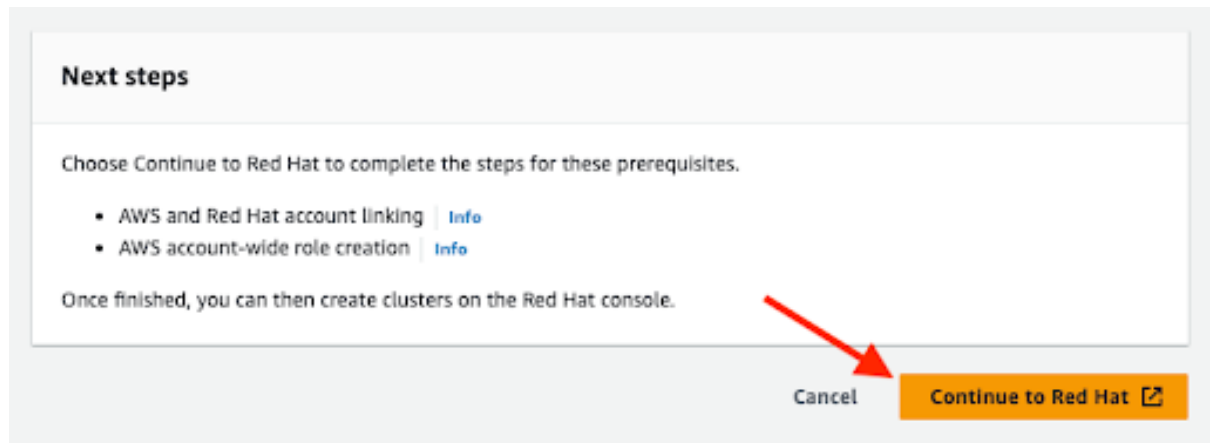 Next steps
Choose Continue to Red Hat to complete the steps for these prerequisites.
• AWS and Red Hat account linking | Info
• AWS account-wide role creation | Info
Once finished, you can then create clusters on the Red Hat console.
Cancel Continue to Red Hat